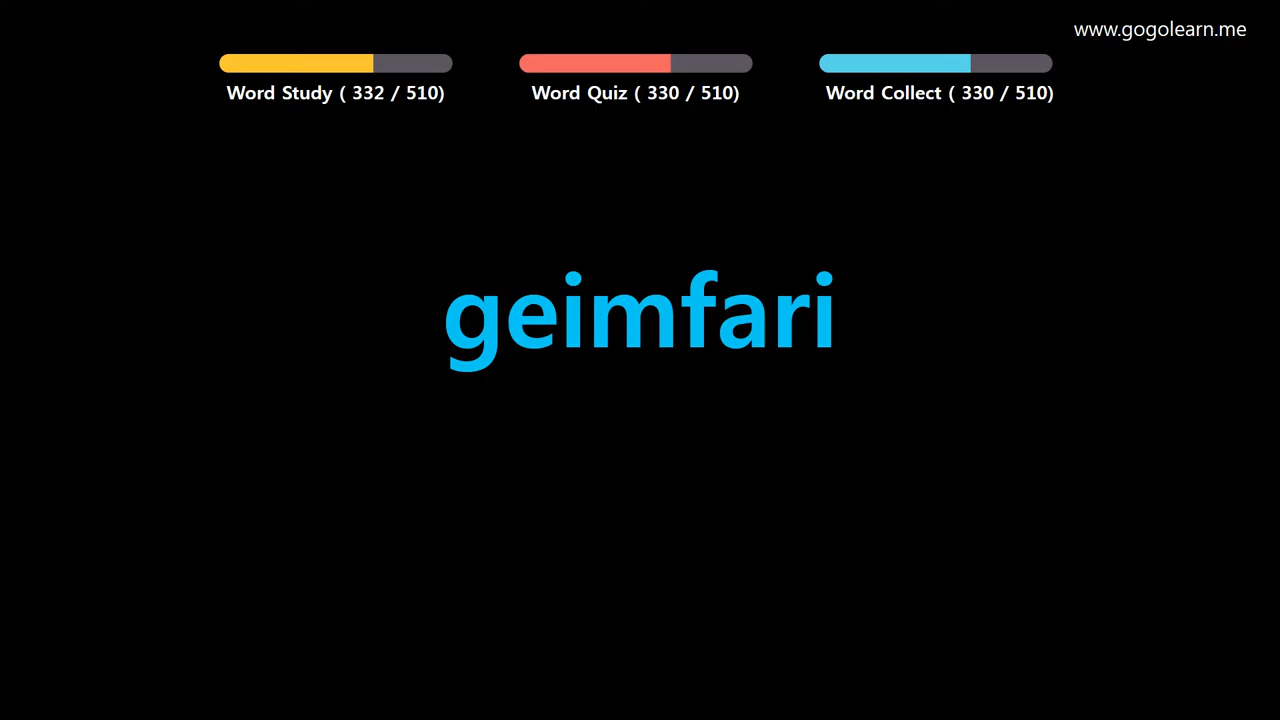 www.gogolearn.me
Word Study ( 332 / 510)
Word Quiz ( 330 / 510)
Word Collect ( 330 / 510)
geimfari